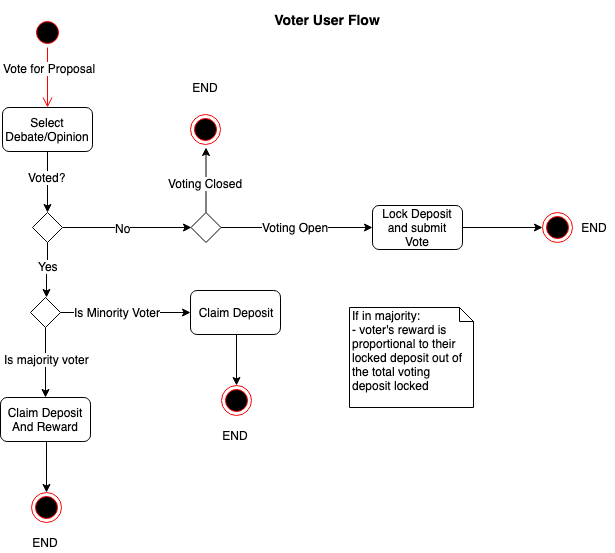 Voter User Flow
Vote for Proposal
END
Select
Debate/Opinion
Voted?
Voting Closed
No
Voting Open
Lock Deposit
and submit
Vote
END
Yes
Is Minority Voter
Claim Deposit
If in majority:
- voter's reward is
proportional to their
locked deposit out of
the total voting
deposit locked
Is majority voter
Claim Deposit
And Reward
END
END